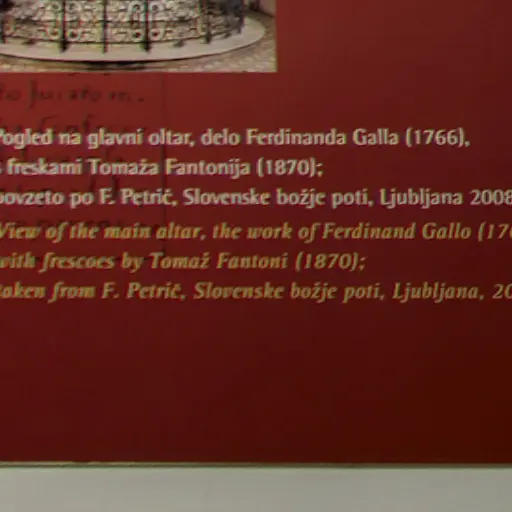 Pogled na glavni oltar, delo Ferdinanda Galla (1766),
s freskami Tomaža Fantonija (1870);
povzeto po F. Petrič, Slovenske božje poti, Ljubljana 2008
View of the main altar, the work of Ferdinand Gallo (176
with frescoes by Tomaž Fantoni (1870);
taken from F. Petrič, Slovenske božje poti, Ljubljana, 20